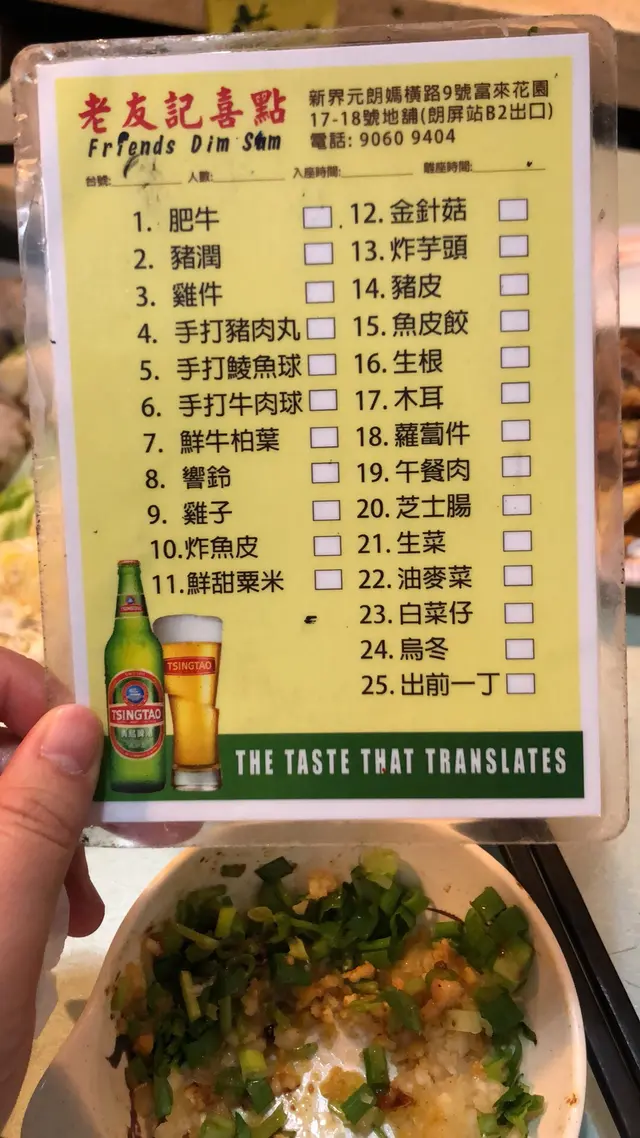 老友記喜點
Friends Dim Sum
新界元朗媽橫路9號富來花園
17-18號地舖(朗屏站B2出口)
電話: 9060 9404
台號: 人數: 入座時間: 離座時間:
1. 肥牛
2. 豬潤
3. 雞件
4. 手打豬肉丸
5. 手打鯪魚球
6. 手打牛肉球
7. 鮮牛柏葉
8. 響鈴
9. 雞子
10.炸魚皮
11.鮮甜粟米
12.金針菇
13.炸芋頭
14.豬皮
15.魚皮餃
16.生根
17.木耳
18.蘿蔔件
19.午餐肉
20.芝士腸
21.生菜
22.油麥菜
23.白菜仔
24.烏冬
25.出前一丁
TSINGTAO
青島啤酒
TSINGTAO
THE TASTE THAT TRANSLATES